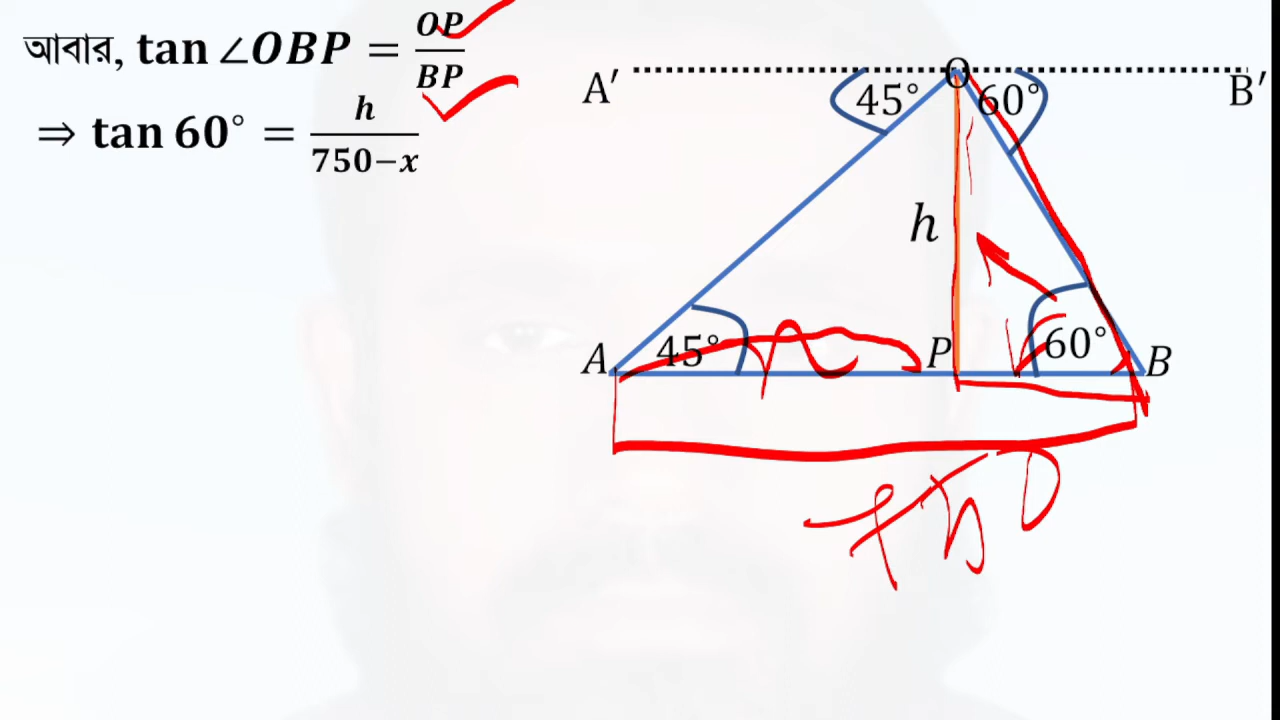 আবার, tan ∠OBP = OP/BP
⇒ tan 60° = h/(750−x)
A′ O B′
45° 60°
h
A 45° P 60° B
x
750